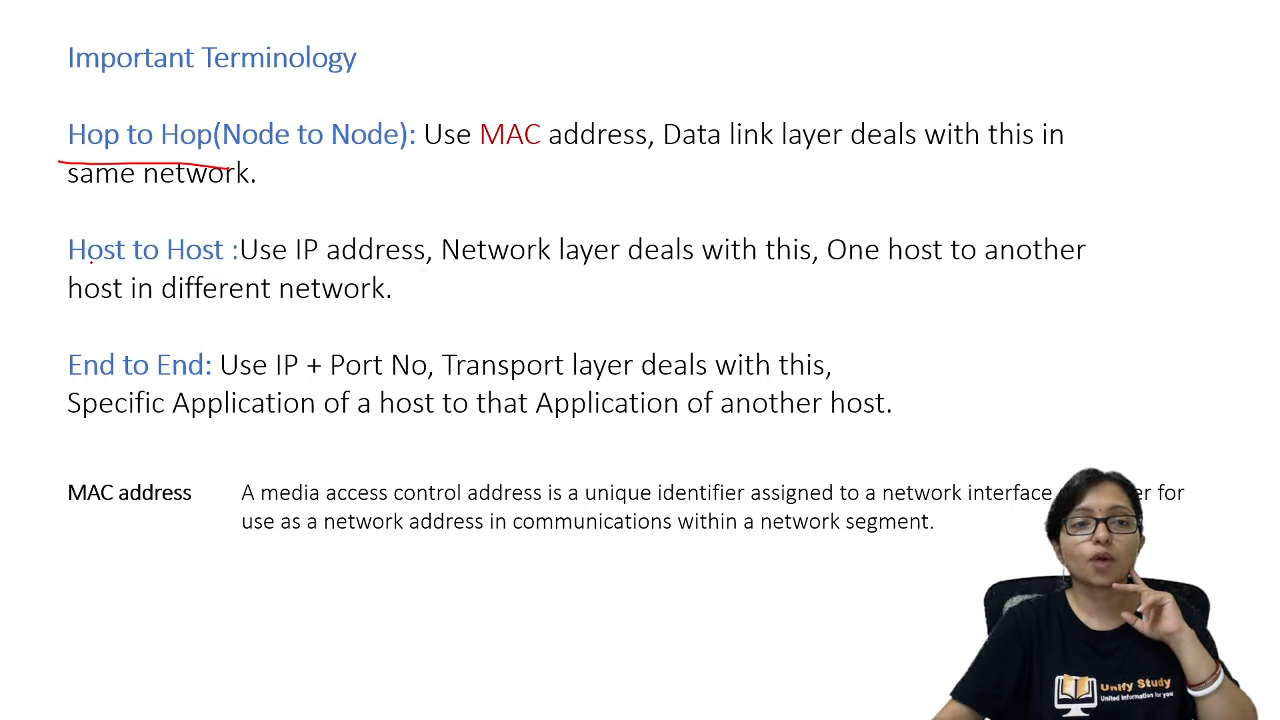 Important Terminology
Hop to Hop(Node to Node): Use MAC address, Data link layer deals with this in
same network.
Host to Host :Use IP address, Network layer deals with this, One host to another
host in different network.
End to End: Use IP + Port No, Transport layer deals with this,
Specific Application of a host to that Application of another host.
MAC address A media access control address is a unique identifier assigned to a network interface for
use as a network address in communications within a network segment.
Unify Study
United Information for you